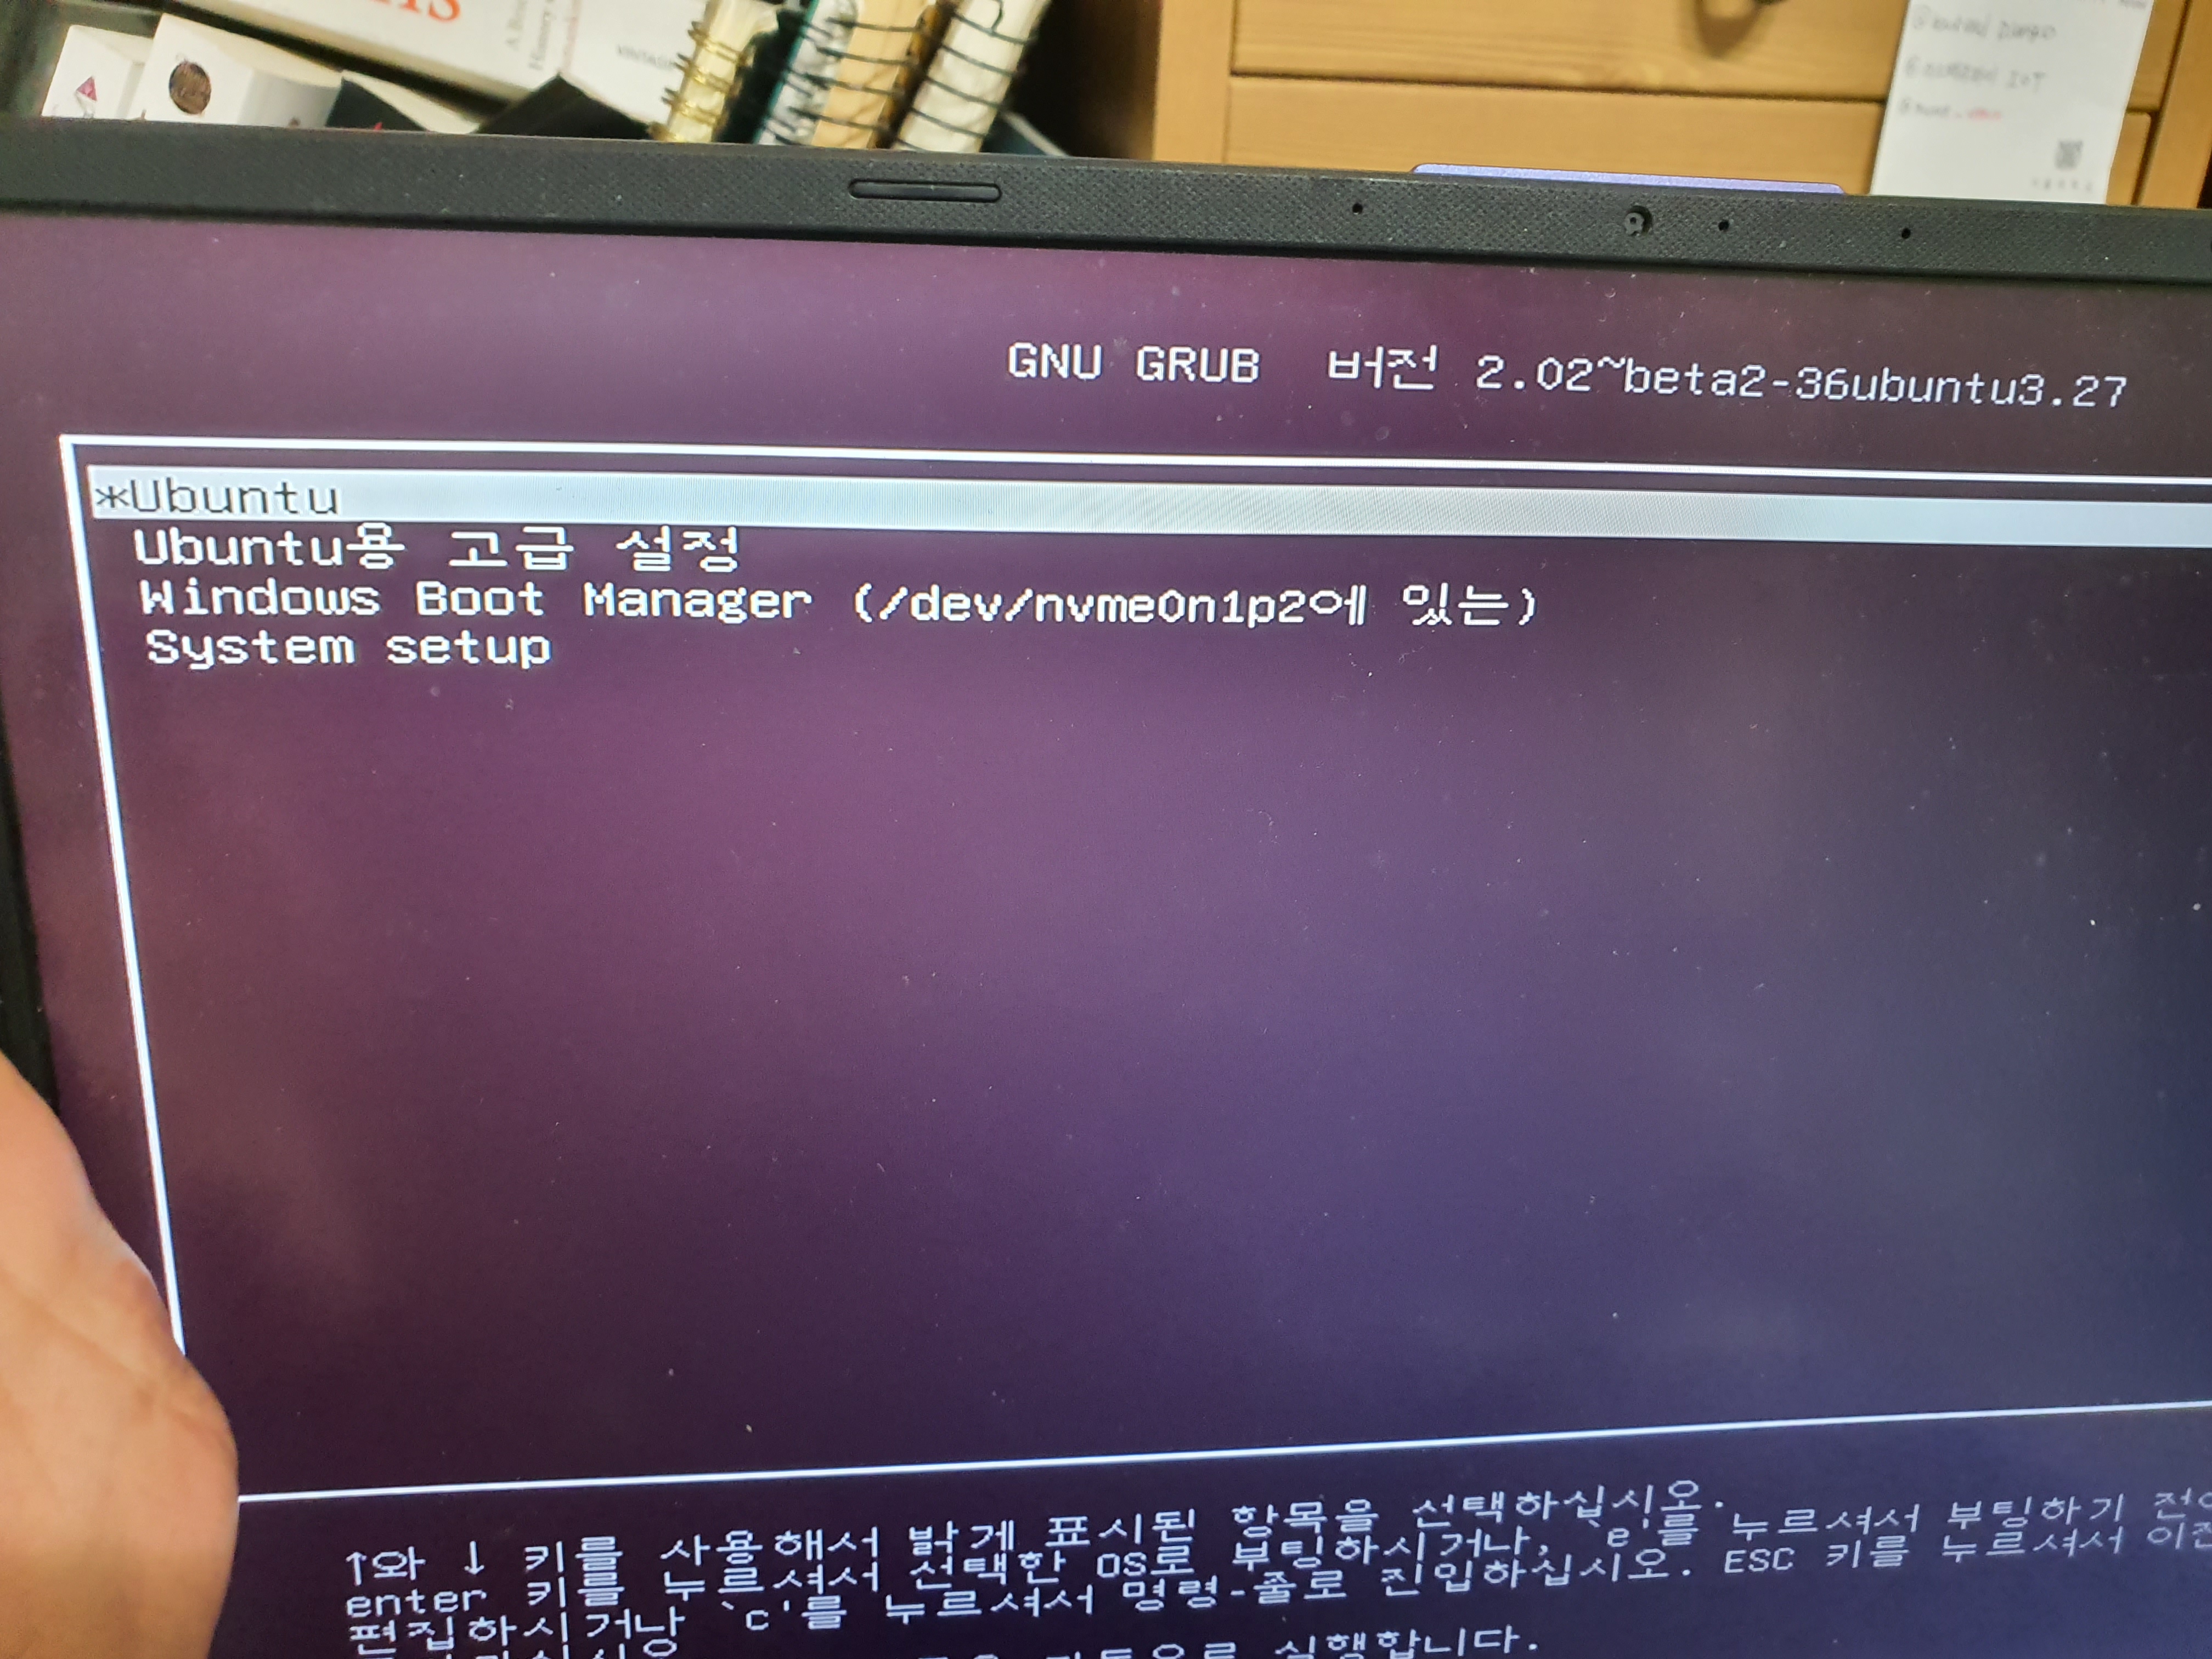 A B
History
VINTAGE
GNU GRUB 버전 2.02~beta2-36ubuntu3.27
*Ubuntu
Ubuntu용 고급 설정
Windows Boot Manager (/dev/nvme0n1p2에 있는)
System setup
↑와 ↓ 키를 사용해서 밝게 표시된 항목을 선택하십시오.
enter 키를 누르셔서 선택한 OS로 부팅하시거나, `e'를 누르셔서 부팅하기 전에
편집하시거낭 `c'를 누르셔서 명령-줄로 진입하십시오. ESC 키를 누르셔서 이전
실행합니다.